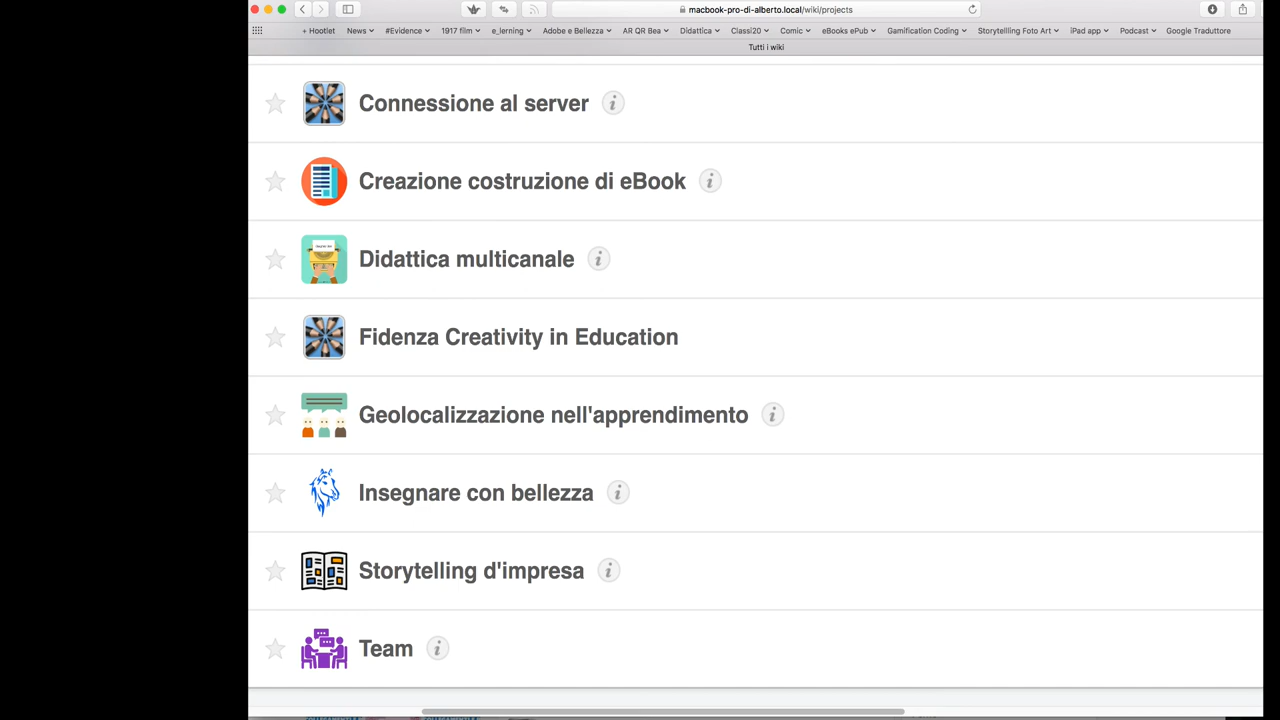 macbook-pro-di-alberto.local/wiki/projects
+ Hootlet News #Evidence 1917 film e_lerning Adobe e Bellezza AR QR Bea Didattica Classi20 Comic eBooks ePub Gamification Coding Storytellling Foto Art iPad app Podcast Google Traduttore
Tutti i wiki
Connessione al server
Creazione costruzione di eBook
Didattica multicanale
Fidenza Creativity in Education
Geolocalizzazione nell'apprendimento
Insegnare con bellezza
Storytelling d'impresa
Team